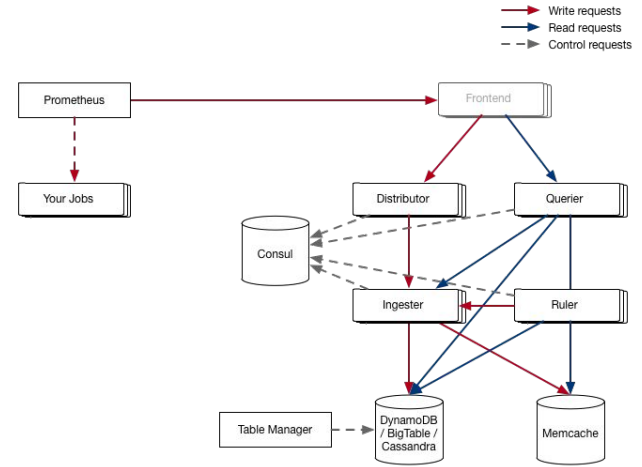 Write requests
Read requests
Control requests
Prometheus
Frontend
Your Jobs
Distributor
Querier
Consul
Ingester
Ruler
Table Manager
DynamoDB
/ BigTable /
Cassandra
Memcache